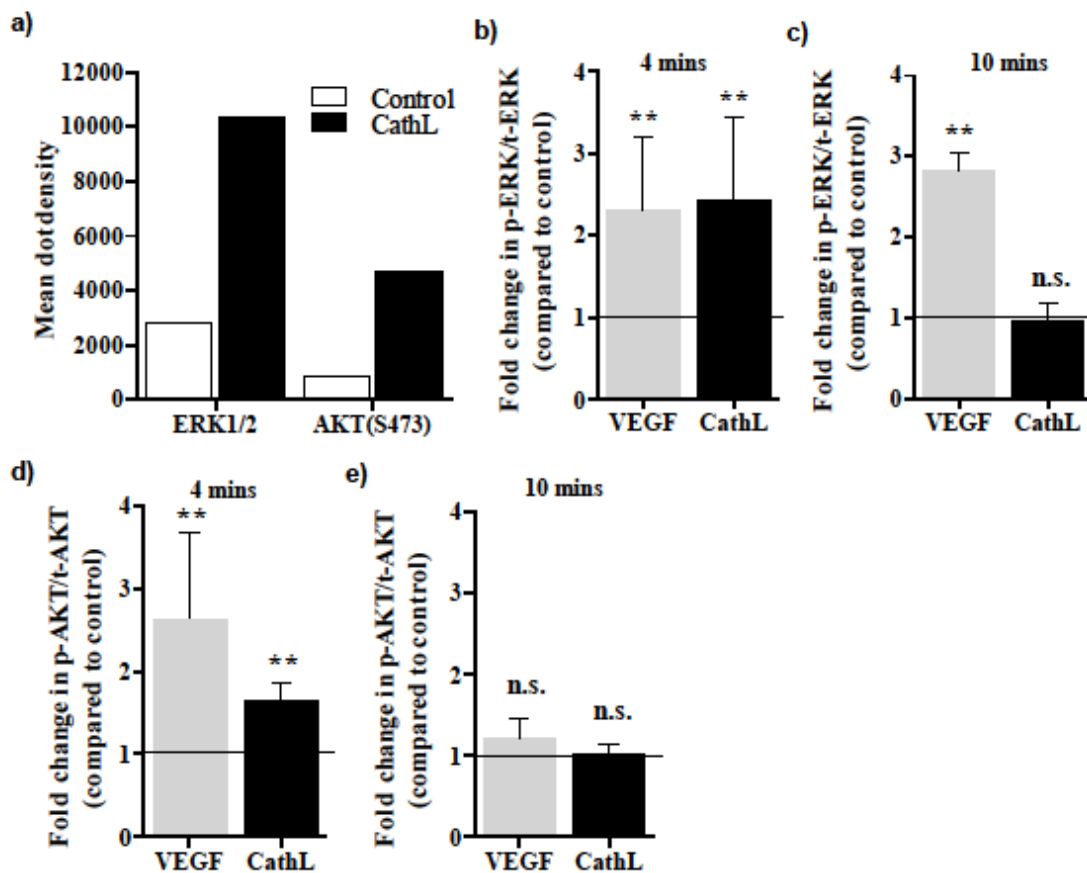 a)
12000
10000
8000
6000
4000
2000
0
Mean dot density
Control
CathL
ERK1/2
AKT(S473)
b)
4 mins
Fold change in p-ERK/t-ERK
(compared to control)
4
3
2
1
0
**
**
VEGF
CathL
c)
10 mins
Fold change in p-ERK/t-ERK
(compared to control)
4
3
2
1
0
**
n.s.
VEGF
CathL
d)
4 mins
Fold change in p-AKT/t-AKT
(compared to control)
4
3
2
1
0
**
**
VEGF
CathL
e)
10 mins
Fold change in p-AKT/t-AKT
(compared to control)
4
3
2
1
0
n.s.
n.s.
VEGF
CathL